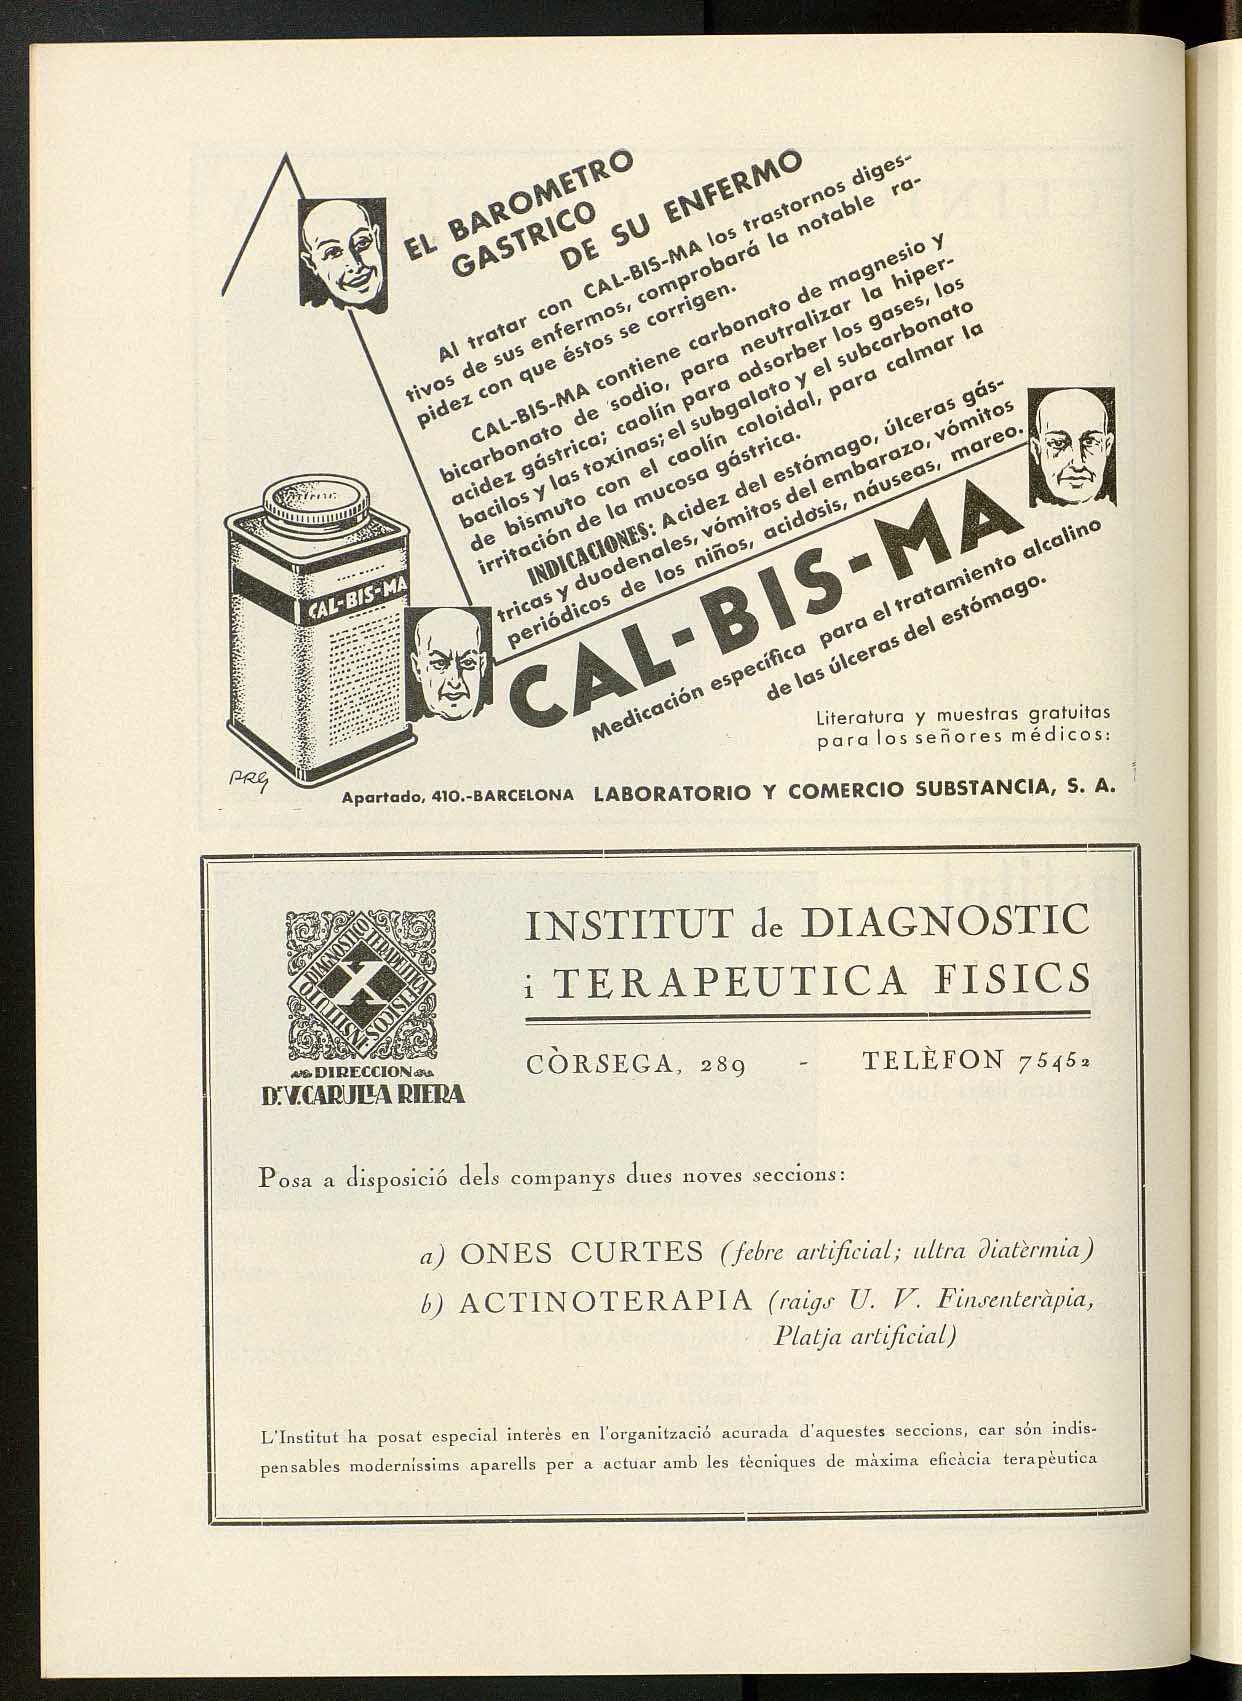 EL BAROMETRO
GASTRICO
DE SU ENFERMO
Al tratar con CAL-BIS-MA los trastornos diges-
tivos de sus enfermos, comprobará la notable ra-
pidez con que éstos se corrigen.
CAL-BIS-MA contiene carbonato de magnesio y
bicarbonato de sodio, para neutralizar la hiper-
acidez gástrica; caolín para adsorber los gases, los
bacilos y las toxinas; el subgalato y el subcarbonato
de bismuto con el caolín coloidal, para calmar la
irritación de la mucosa gástrica.
INDICACIONES: Acidez del estómago, úlceras gás-
tricas y duodenales, vómitos del embarazo, vómitos
periódicos de los niños, acidosis, náuseas, mareo.
CAL-BIS-MA
CAL-BIS-MA
Medicación específica para el tratamiento alcalino
de las úlceras del estómago.
Literatura y muestras gratuitas
para los señores médicos:
PRG
Apartado, 410.-BARCELONA LABORATORIO Y COMERCIO SUBSTANCIA, S. A.
INSTITUT de DIAGNOSTIC
i TERAPEUTICA FISICS
INSTITUTO DIAGNOSTICO TERAPEUTICA FISICOS
X
DIRECCION
Dr. V. CARULLA RIERA
CÒRSEGA, 289 - TELÈFON 75452
Posa a disposició dels companys dues noves seccions:
a) ONES CURTES (febre artificial; ultra diatèrmia)
b) ACTINOTERAPIA (raigs U. V. Finsenteràpia,
Platja artificial)
L'Institut ha posat especial interès en l'organització acurada d'aquestes seccions, car són indis-
pensables moderníssims aparells per a actuar amb les tècniques de màxima eficàcia terapèutica